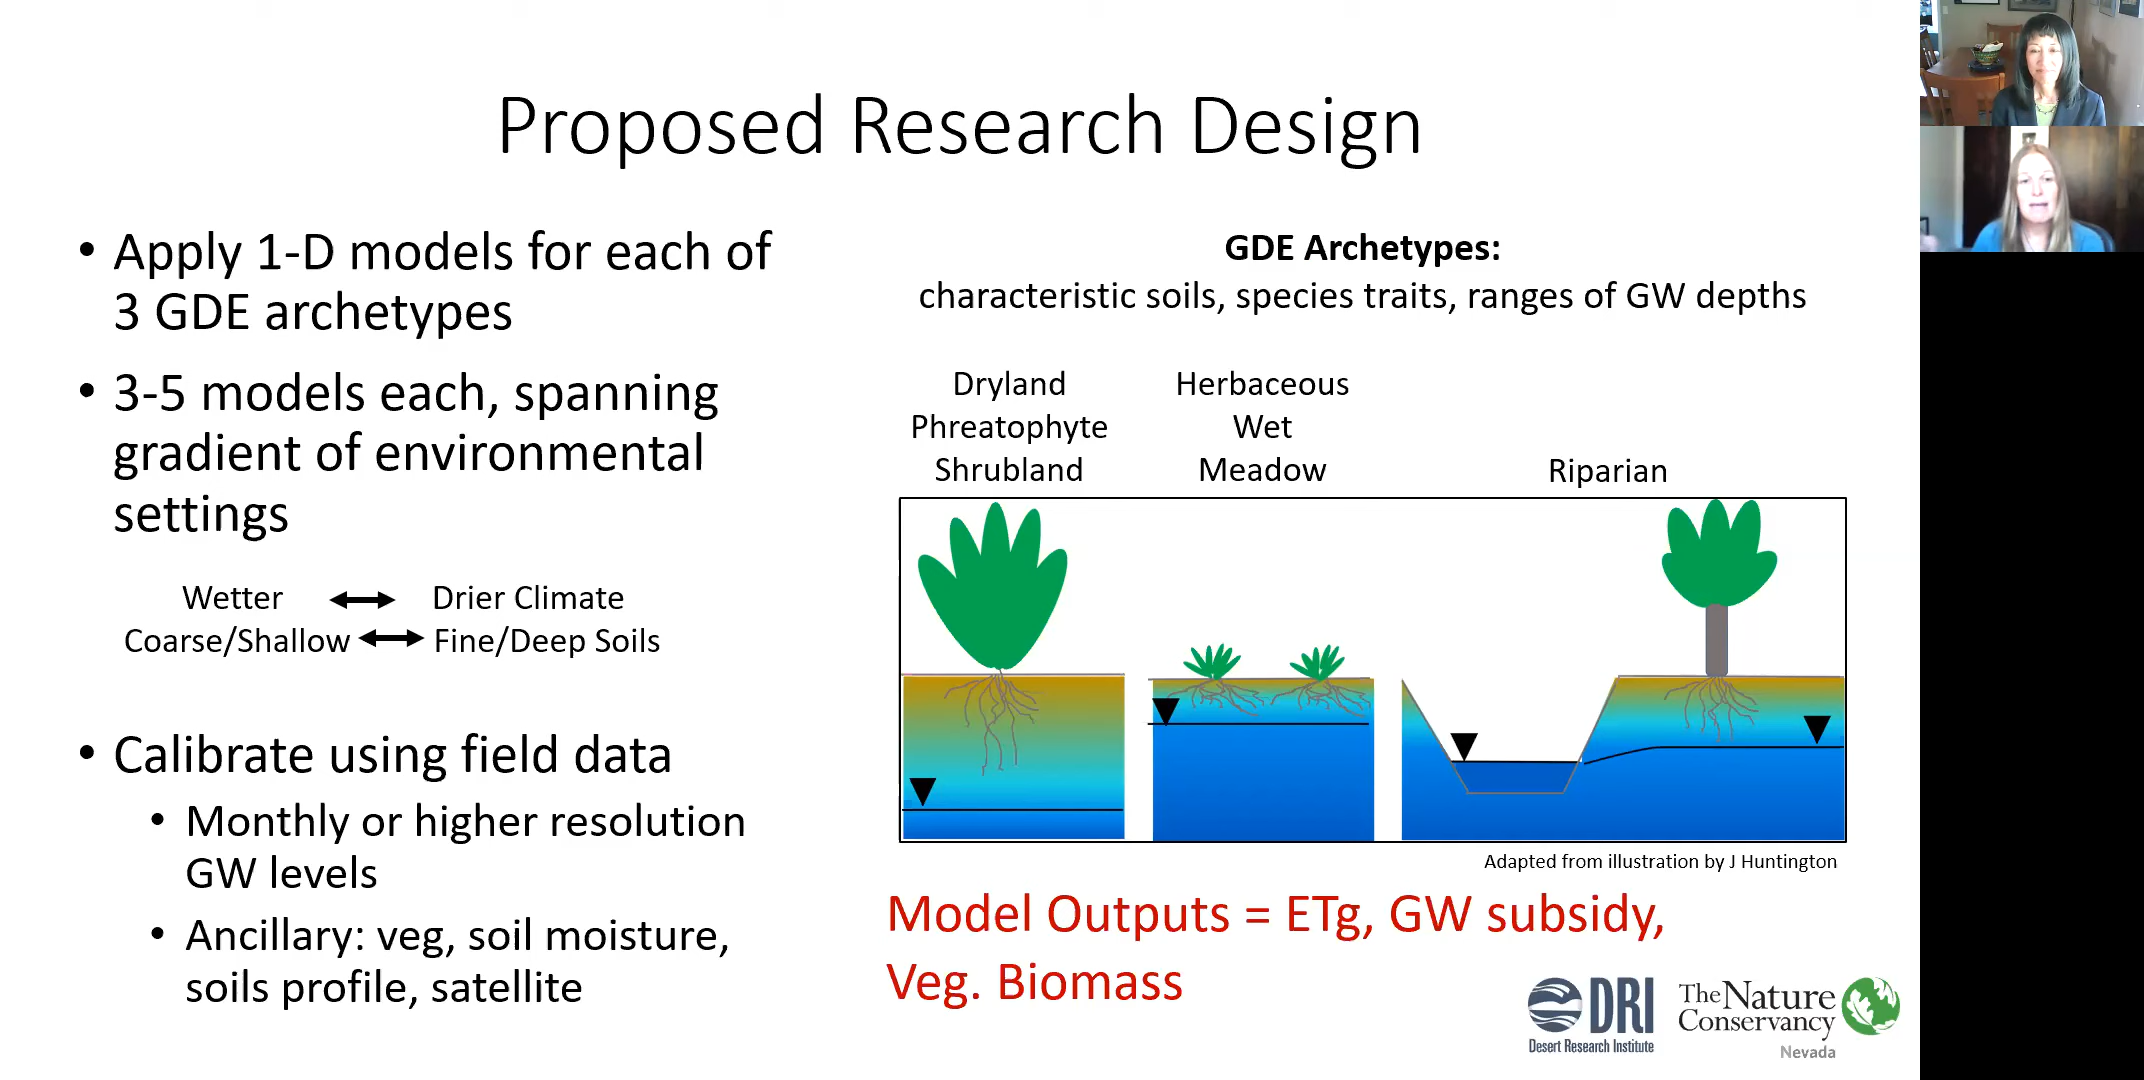 Proposed Research Design
• Apply 1-D models for each of
3 GDE archetypes
• 3-5 models each, spanning
gradient of environmental
settings
Wetter Drier Climate
Coarse/Shallow Fine/Deep Soils
• Calibrate using field data
• Monthly or higher resolution
GW levels
• Ancillary: veg, soil moisture,
soils profile, satellite
GDE Archetypes:
characteristic soils, species traits, ranges of GW depths
Dryland
Phreatophyte
Shrubland
Herbaceous
Wet
Meadow
Riparian
Adapted from illustration by J Huntington
Model Outputs = ETg, GW subsidy,
Veg. Biomass
DRI
Desert Research Institute
The Nature
Conservancy
Nevada